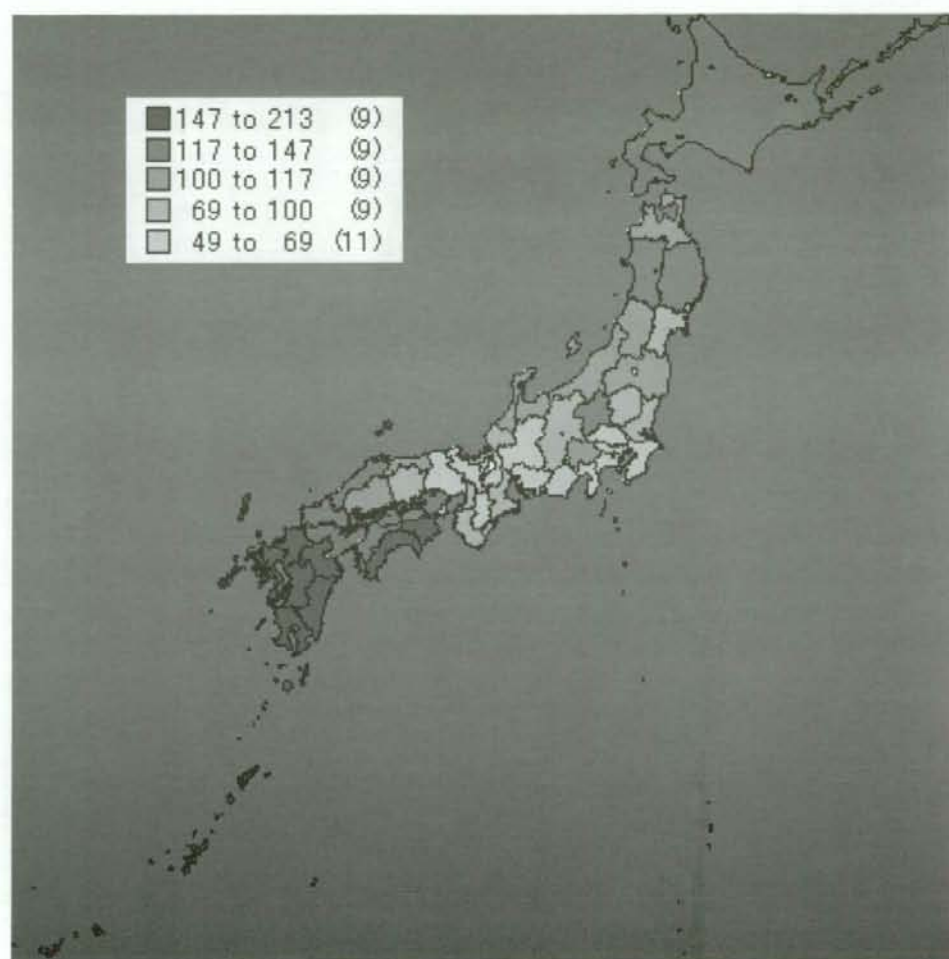 147 to 213 (9)
117 to 147 (9)
100 to 117 (9)
69 to 100 (9)
49 to 69 (11)